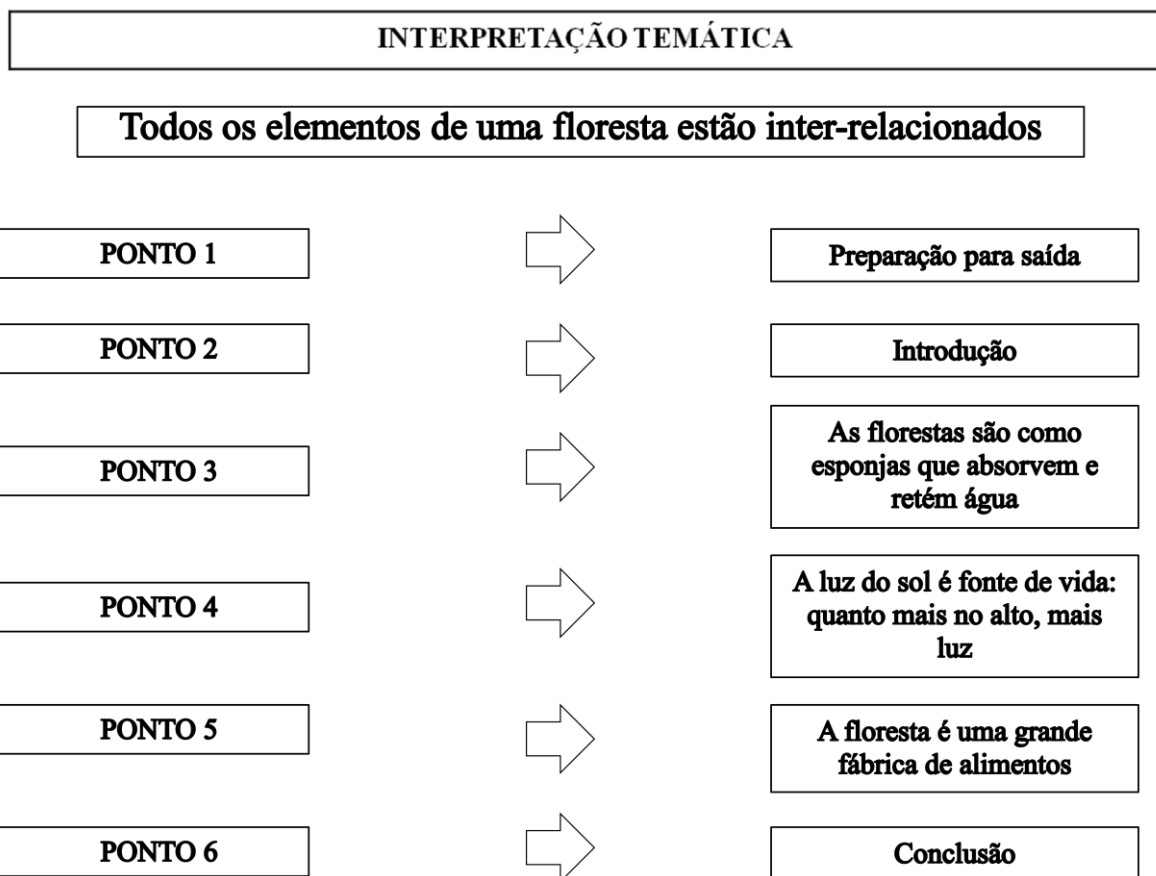 INTERPRETAÇÃO TEMÁTICA
Todos os elementos de uma floresta estão inter-relacionados
PONTO 1
Preparação para saída
PONTO 2
Introdução
PONTO 3
As florestas são como
esponjas que absorvem e
retém água
PONTO 4
A luz do sol é fonte de vida:
quanto mais no alto, mais
luz
PONTO 5
A floresta é uma grande
fábrica de alimentos
PONTO 6
Conclusão